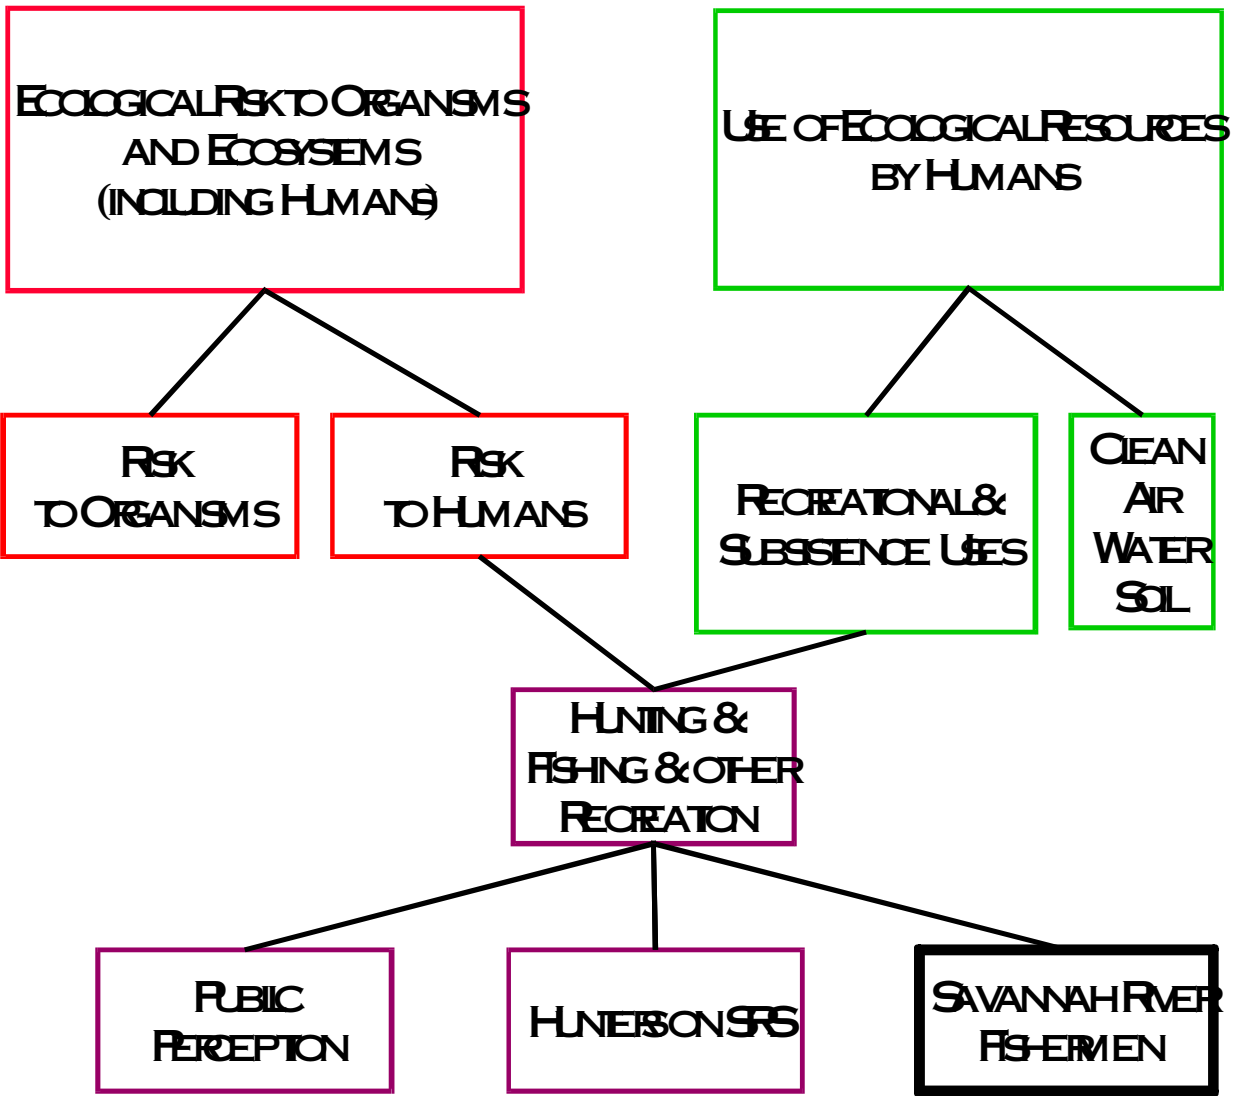 ECOLOGICAL RISK TO ORGANISMS
AND ECOSYSTEMS
(INCLUDING HUMANS)
USE OF ECOLOGICAL RESOURCES
BY HUMANS
RISK
TO ORGANISMS
RISK
TO HUMANS
RECREATIONAL &
SUBSISTENCE USES
CLEAN
AIR
WATER
SOIL
HUNTING &
FISHING & OTHER
RECREATION
PUBLIC
PERCEPTION
HUNTERS ON SRS
SAVANNAH RIVER
FISHERMEN